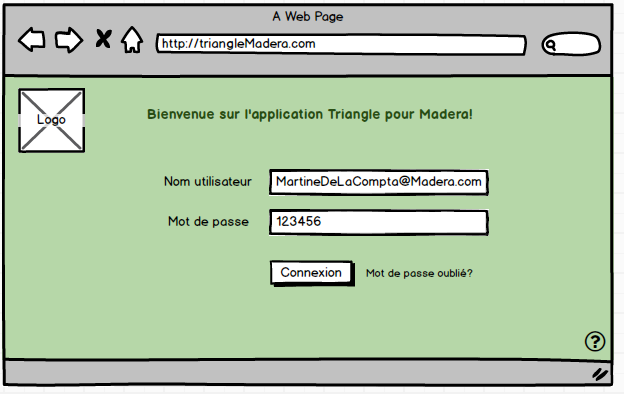 A Web Page
http://triangleMadera.com
Logo
Bienvenue sur l'application Triangle pour Madera!
Nom utilisateur
MartineDeLaCompta@Madera.com
Mot de passe
123456
Connexion
Mot de passe oublié?
?